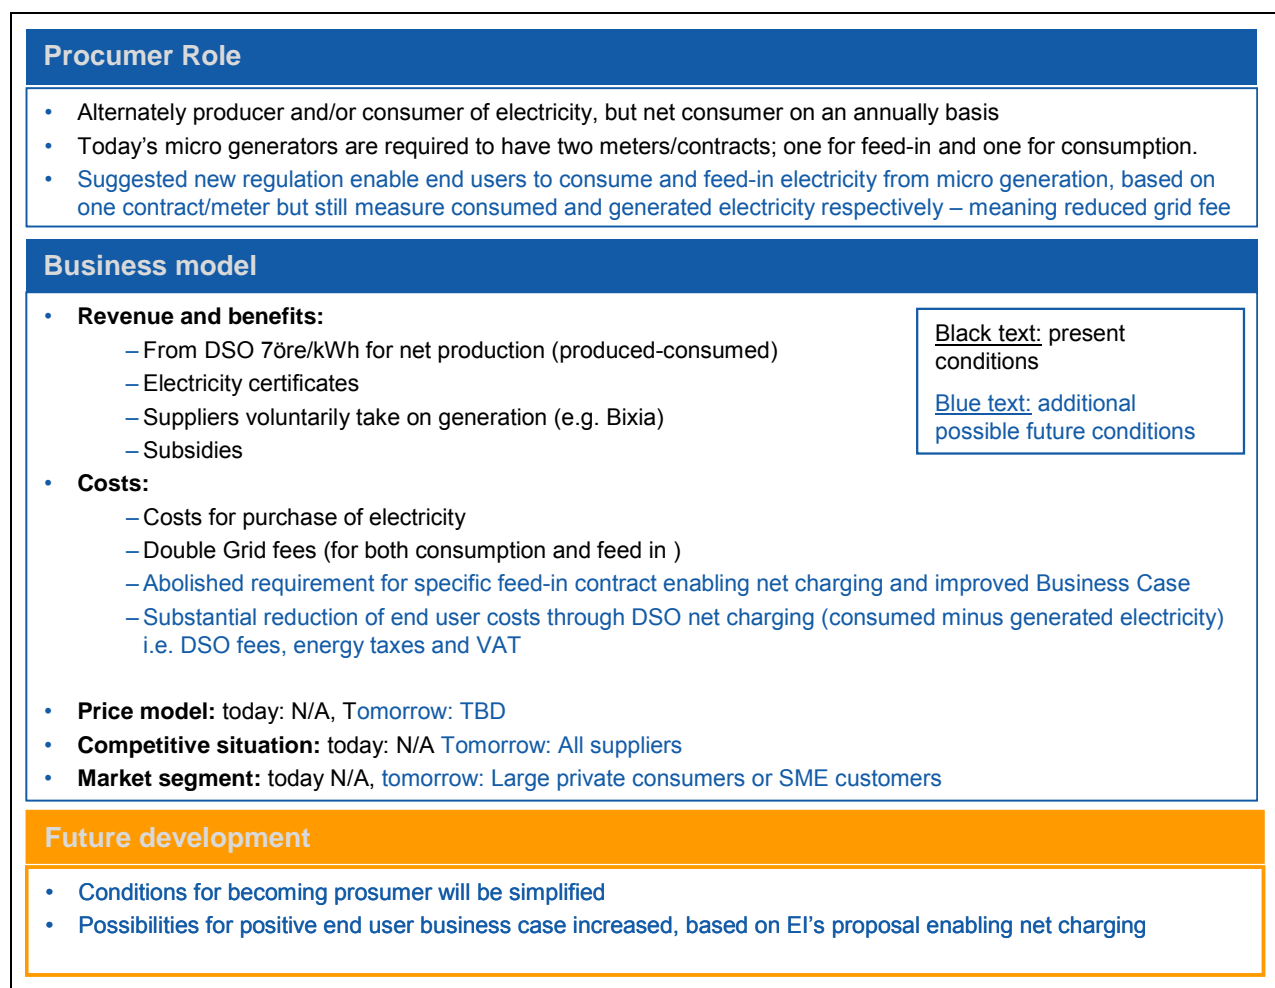 Procumer Role
• Alternately producer and/or consumer of electricity, but net consumer on an annually basis
• Today's micro generators are required to have two meters/contracts; one for feed-in and one for consumption.
• Suggested new regulation enable end users to consume and feed-in electricity from micro generation, based on
one contract/meter but still measure consumed and generated electricity respectively – meaning reduced grid fee
Business model
• Revenue and benefits:
– From DSO 7öre/kWh for net production (produced-consumed)
– Electricity certificates
– Suppliers voluntarily take on generation (e.g. Bixia)
– Subsidies
Black text: present
conditions
Blue text: additional
possible future conditions
• Costs:
– Costs for purchase of electricity
– Double Grid fees (for both consumption and feed in )
– Abolished requirement for specific feed-in contract enabling net charging and improved Business Case
– Substantial reduction of end user costs through DSO net charging (consumed minus generated electricity)
i.e. DSO fees, energy taxes and VAT
• Price model: today: N/A, Tomorrow: TBD
• Competitive situation: today: N/A Tomorrow: All suppliers
• Market segment: today N/A, tomorrow: Large private consumers or SME customers
Future development
• Conditions for becoming prosumer will be simplified
• Possibilities for positive end user business case increased, based on EI's proposal enabling net charging